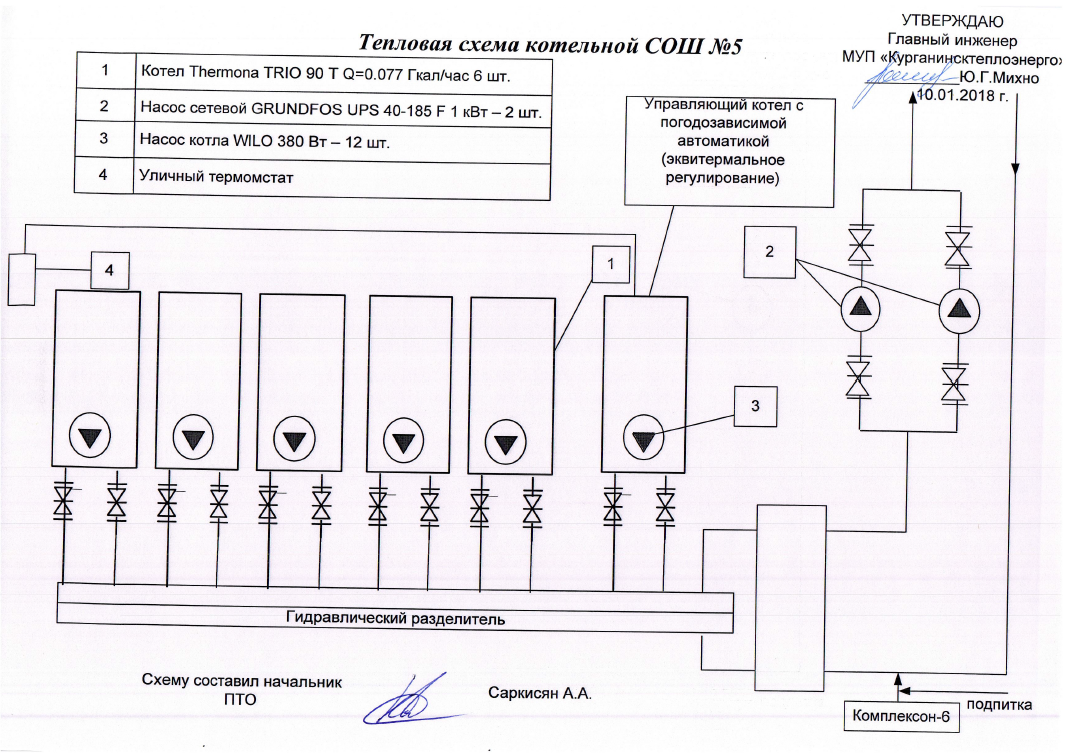 УТВЕРЖДАЮ
Главный инженер
МУП «Курганинсктеплоэнерго»
Ю.Г.Михно
10.01.2018 г.
Тепловая схема котельной СОШ №5
1 Котел Thermona TRIO 90 Т Q=0.077 Гкал/час 6 шт.
2 Насос сетевой GRUNDFOS UPS 40-185 F 1 кВт – 2 шт.
3 Насос котла WILO 380 Вт – 12 шт.
4 Уличный термомстат
Управляющий котел с
погодозависимой
автоматикой
(эквитермальное
регулирование)
4
1
2
3
Гидравлический разделитель
Схему составил начальник
ПТО
Саркисян А.А.
подпитка
Комплексон-6